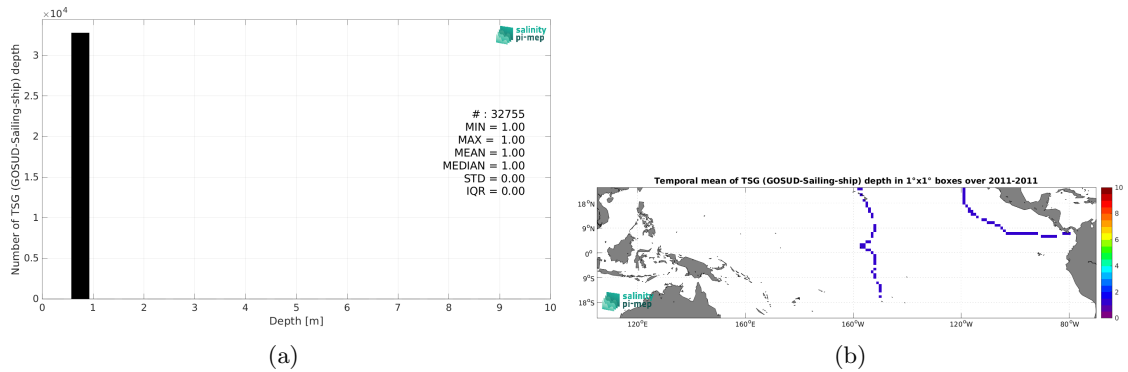 ×10⁴
3
2.5
2
1.5
1
0.5
0
Number of TSG (GOSUD-Sailing-ship) depth
salinity
pi-mep
# : 32755
MIN = 1.00
MAX = 1.00
MEAN = 1.00
MEDIAN = 1.00
STD = 0.00
IQR = 0.00
0 1 2 3 4 5 6 7 8 9 10
Depth [m]
(a)
Temporal mean of TSG (GOSUD-Sailing-ship) depth in 1°x1° boxes over 2011-2011
18°N
9°N
0°
9°S
18°S
salinity
pi-mep
120°E 160°E 160°W 120°W 80°W
10
8
6
4
2
0
(b)